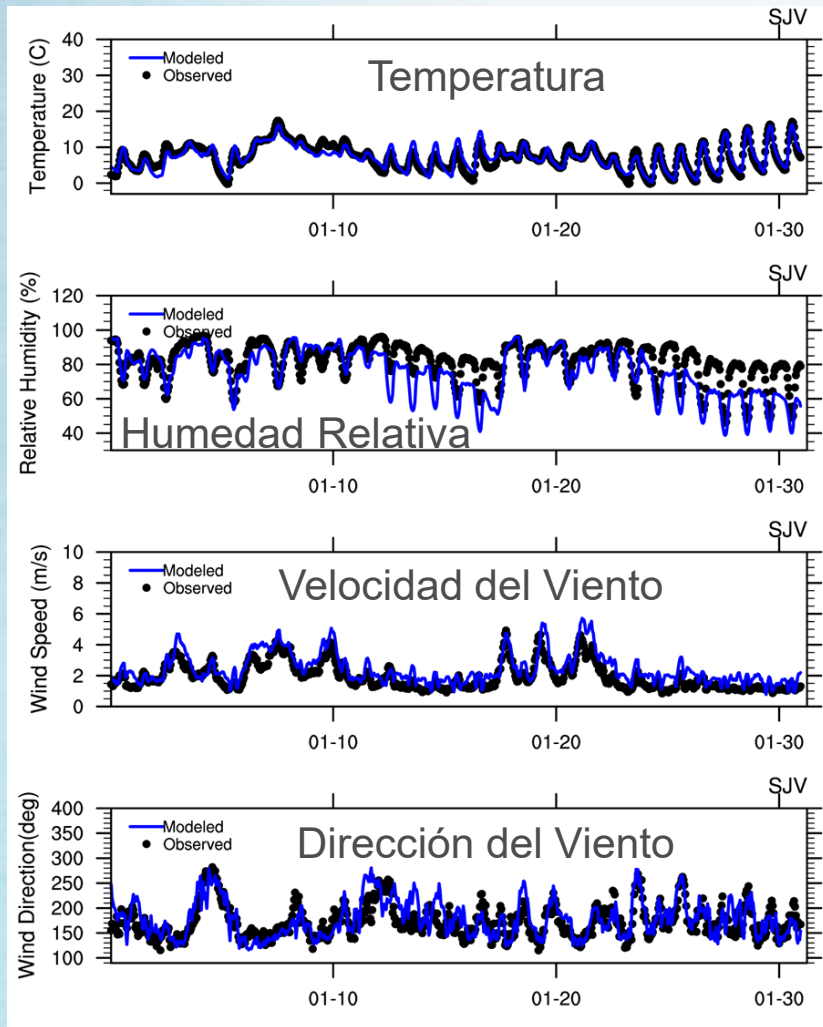 SJV
Temperature (C)
40
30
20
10
0
Modeled
Observed
Temperatura
01-10
01-20
01-30
SJV
Relative Humidity (%)
120
100
80
60
40
Modeled
Observed
Humedad Relativa
01-10
01-20
01-30
SJV
Wind Speed (m/s)
10
8
6
4
2
0
Modeled
Observed
Velocidad del Viento
01-10
01-20
01-30
SJV
Wind Direction(deg)
400
350
300
250
200
150
100
Modeled
Observed
Dirección del Viento
01-10
01-20
01-30